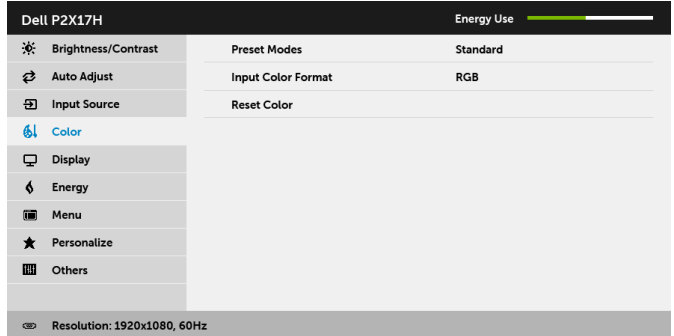 Dell P2X17H Energy Use
Brightness/Contrast Preset Modes Standard
Auto Adjust Input Color Format RGB
Input Source Reset Color
Color
Display
Energy
Menu
Personalize
Others
Resolution: 1920x1080, 60Hz